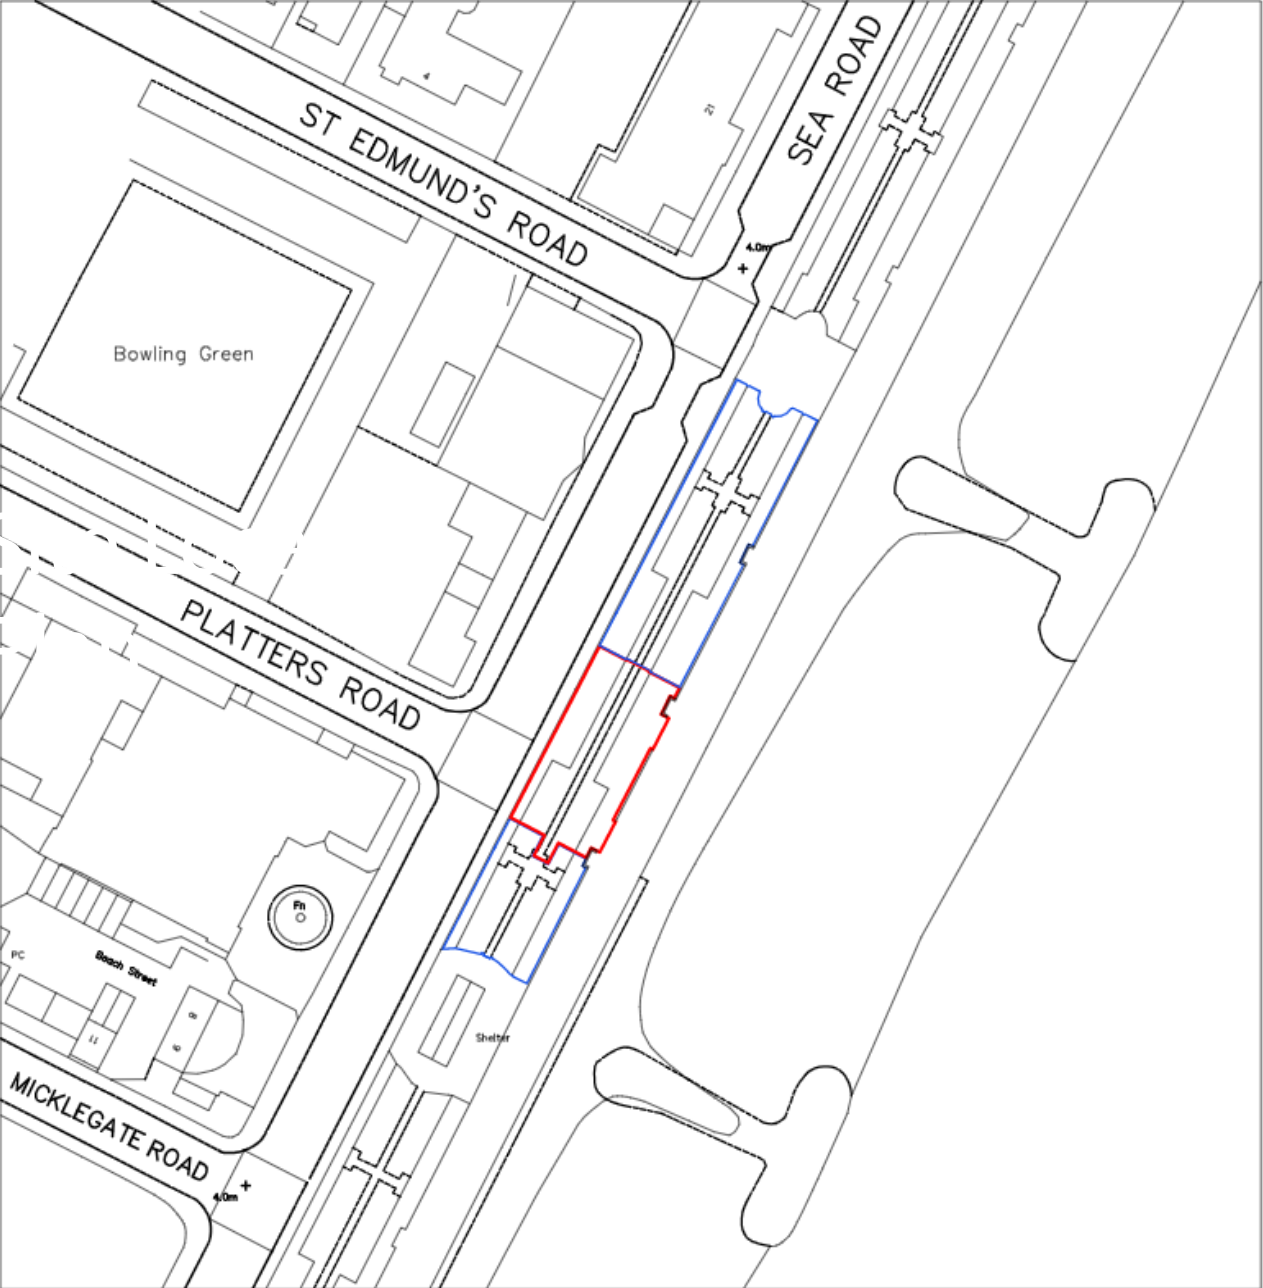 4
21
SEA ROAD
ST EDMUND'S ROAD
4.0m
Bowling Green
PLATTERS ROAD
Fn
PC
Beach Street
8
11
9
Shelter
MICKLEGATE ROAD
4.0m